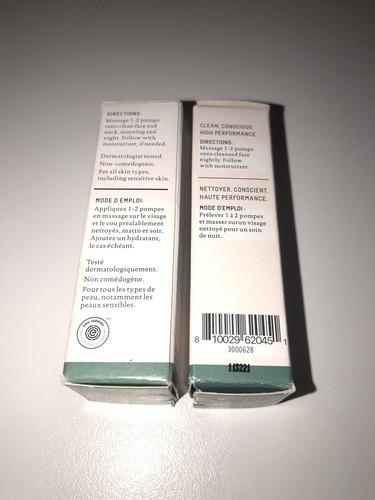 DIRECTIONS:
Massage 1-2 pumps
onto clean face and
neck, morning and
night. Follow with
moisturizer, if needed.
Dermatologist tested.
Non-comedogenic.
For all skin types,
including sensitive skin.
MODE D EMPLOI:
Appliquez 1-2 pompes
en massage sur le visage
et le cou préalablement
nettoyés, matin et soir.
Ajoutez un hydratant,
le cas échéant.
Testé
dermatologiquement.
Non comédogène.
Pour tous les types de
peau, notamment les
peaux sensibles.
CLEAN. CONSCIOUS.
HIGH PERFORMANCE.
DIRECTIONS :
Massage 1-2 pumps
onto cleansed face
nightly. Follow
with moisturizer.
NETTOYER. CONSCIENT.
HAUTE PERFORMANCE.
MODE D'EMPLOI :
Prélever 1 à 2 pompes
et masser surun visage
nettoyé pour un soin
de nuit.
8 10029 62045 1
3000628